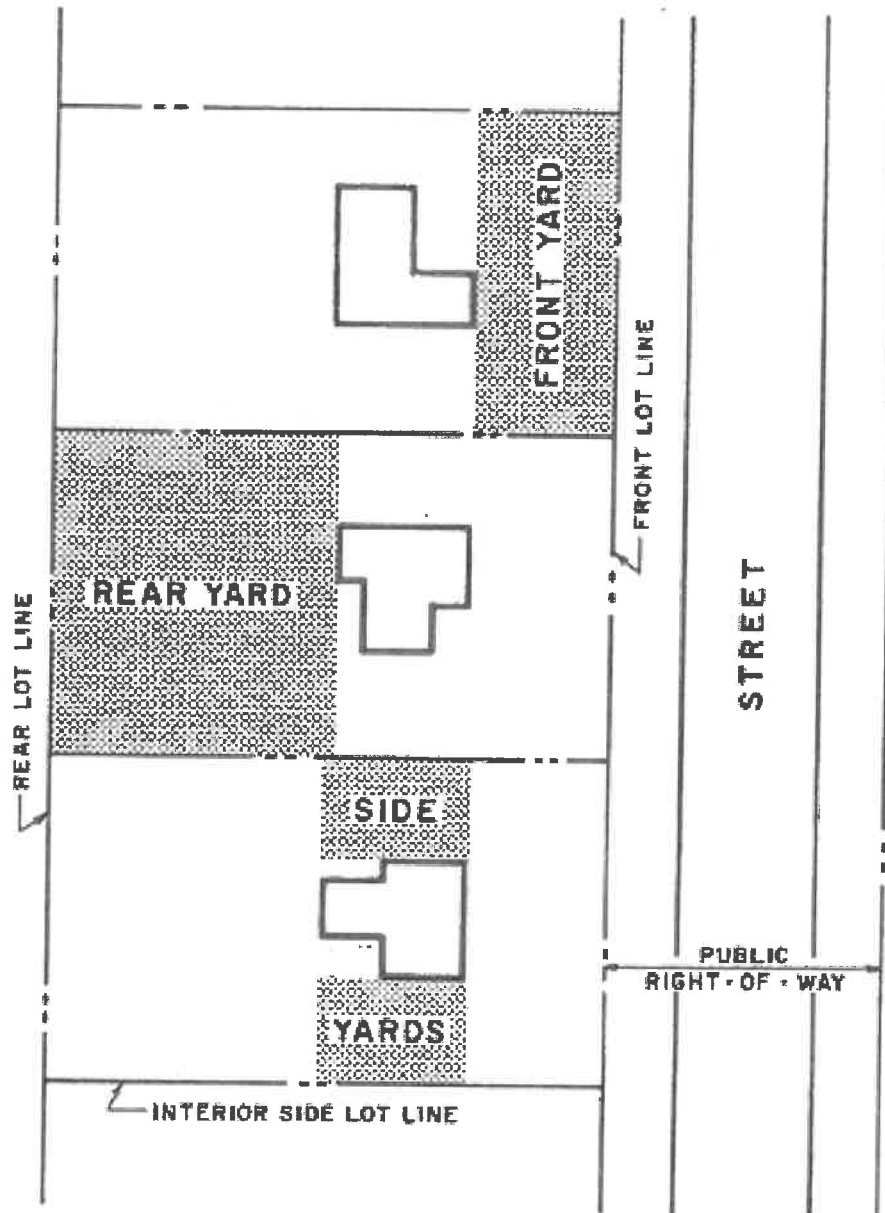 FRONT YARD
FRONT LOT LINE
REAR YARD
REAR LOT LINE
STREET
SIDE
YARDS
PUBLIC
RIGHT-OF-WAY
INTERIOR SIDE LOT LINE